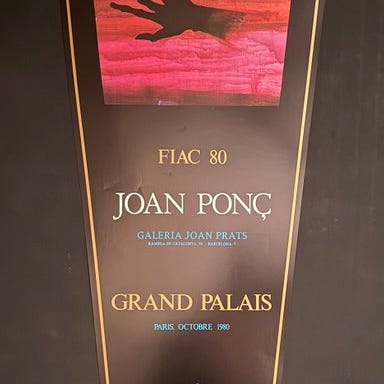 FIAC 80
JOAN PONÇ
GALERIA JOAN PRATS
RAMBLA DE CATALUNYA, 54 - BARCELONA-7
GRAND PALAIS
PARIS, OCTOBRE 1980